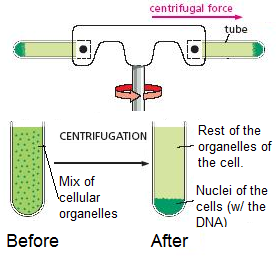 centrifugal force
tube
CENTRIFUGATION
Mix of
cellular
organelles
Rest of the
organelles of
the cell.
Nuclei of the
cells (w/ the
DNA)
Before
After